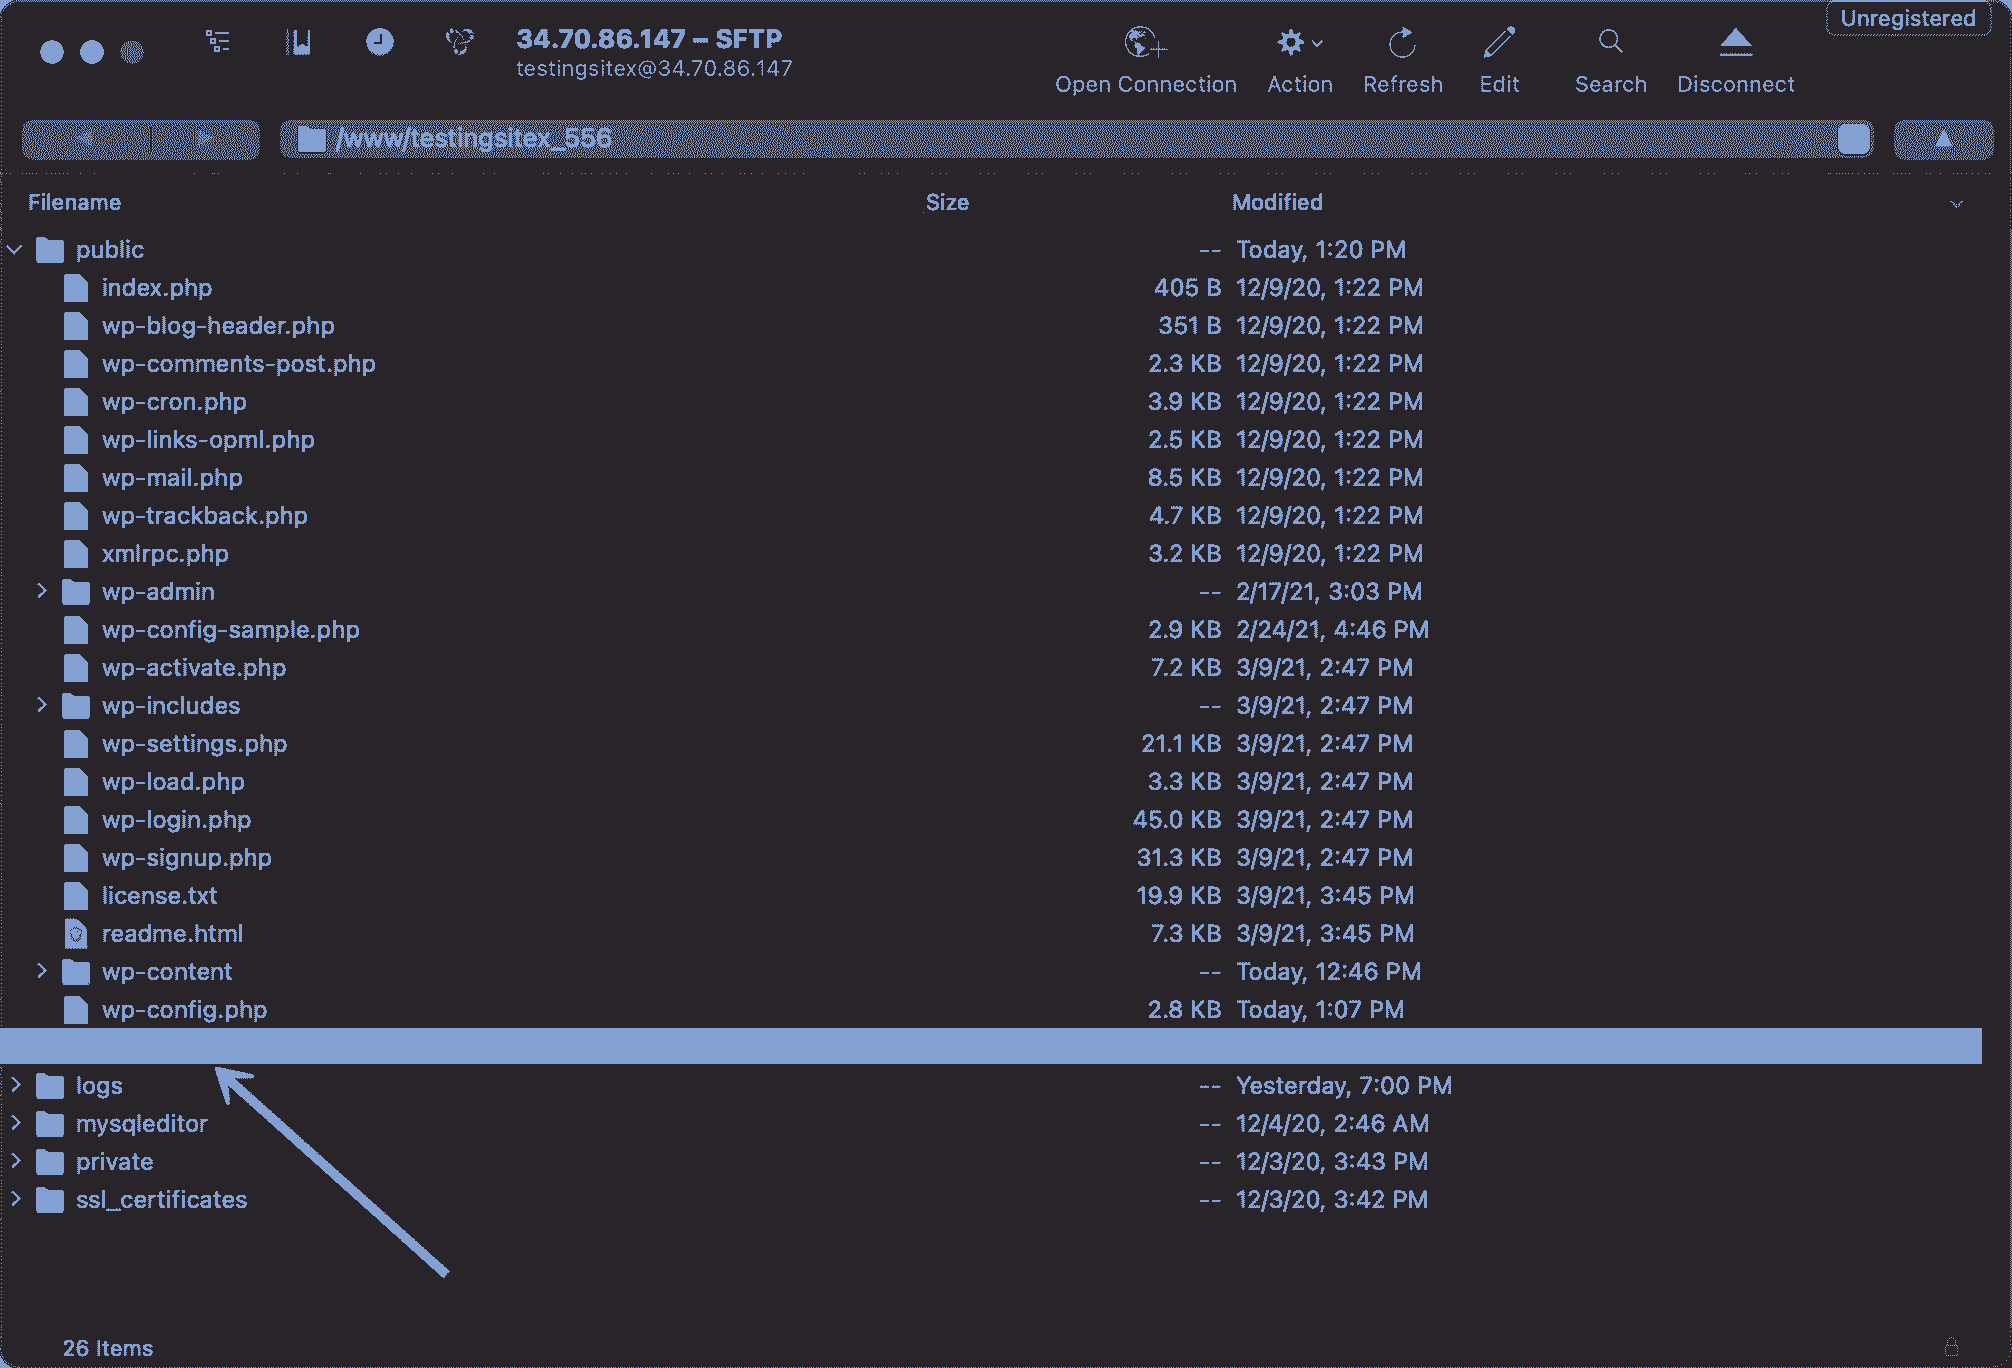 Unregistered
34.70.86.147 – SFTP
testingsitex@34.70.86.147
Open Connection Action Refresh Edit Search Disconnect
/www/testingsitex_556
Filename Size Modified
public -- Today, 1:20 PM
index.php 405 B 12/9/20, 1:22 PM
wp-blog-header.php 351 B 12/9/20, 1:22 PM
wp-comments-post.php 2.3 KB 12/9/20, 1:22 PM
wp-cron.php 3.9 KB 12/9/20, 1:22 PM
wp-links-opml.php 2.5 KB 12/9/20, 1:22 PM
wp-mail.php 8.5 KB 12/9/20, 1:22 PM
wp-trackback.php 4.7 KB 12/9/20, 1:22 PM
xmlrpc.php 3.2 KB 12/9/20, 1:22 PM
wp-admin -- 2/17/21, 3:03 PM
wp-config-sample.php 2.9 KB 2/24/21, 4:46 PM
wp-activate.php 7.2 KB 3/9/21, 2:47 PM
wp-includes -- 3/9/21, 2:47 PM
wp-settings.php 21.1 KB 3/9/21, 2:47 PM
wp-load.php 3.3 KB 3/9/21, 2:47 PM
wp-login.php 45.0 KB 3/9/21, 2:47 PM
wp-signup.php 31.3 KB 3/9/21, 2:47 PM
license.txt 19.9 KB 3/9/21, 3:45 PM
readme.html 7.3 KB 3/9/21, 3:45 PM
wp-content -- Today, 12:46 PM
wp-config.php 2.8 KB Today, 1:07 PM
logs -- Yesterday, 7:00 PM
mysqleditor -- 12/4/20, 2:46 AM
private -- 12/3/20, 3:43 PM
ssl_certificates -- 12/3/20, 3:42 PM
26 Items